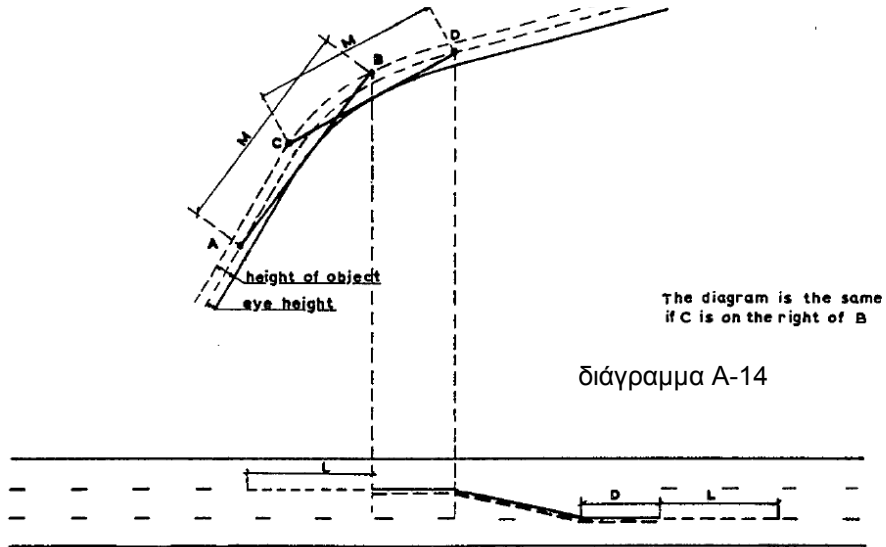 M
D
B
C
M
A
height of object
eye height
The diagram is the same
if C is on the right of B
διάγραμμα Α-14
L
D
L